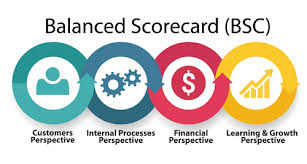 Balanced Scorecard (BSC)
$
Customers
Perspective
Internal Processes
Perspective
Financial
Perspective
Learning & Growth
Perspective